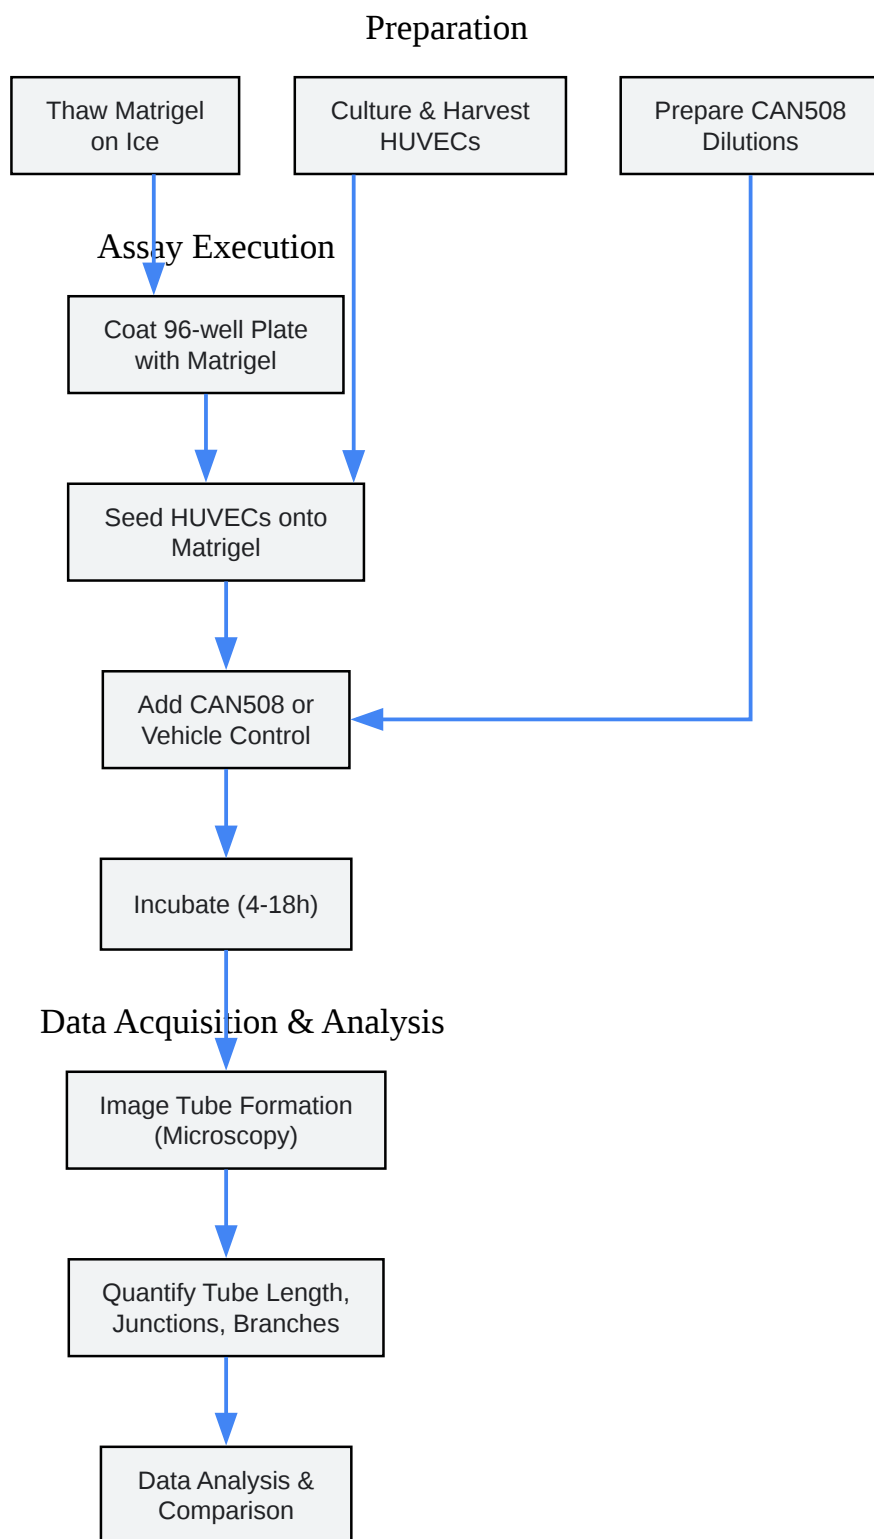 Preparation
Thaw Matrigel
on Ice
Culture & Harvest
HUVECs
Prepare CAN508
Dilutions
Assay Execution
Coat 96-well Plate
with Matrigel
Seed HUVECs onto
Matrigel
Add CAN508 or
Vehicle Control
Incubate (4-18h)
Data Acquisition & Analysis
Image Tube Formation
(Microscopy)
Quantify Tube Length,
Junctions, Branches
Data Analysis &
Comparison